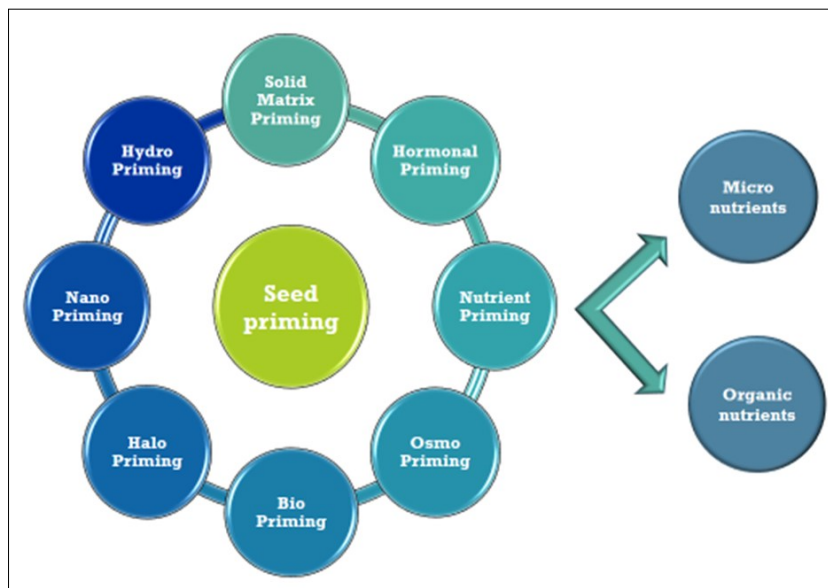 Solid
Matrix
Priming
Hormonal
Priming
Nutrient
Priming
Osmo
Priming
Bio
Priming
Halo
Priming
Nano
Priming
Hydro
Priming
Seed
priming
Micro
nutrients
Organic
nutrients